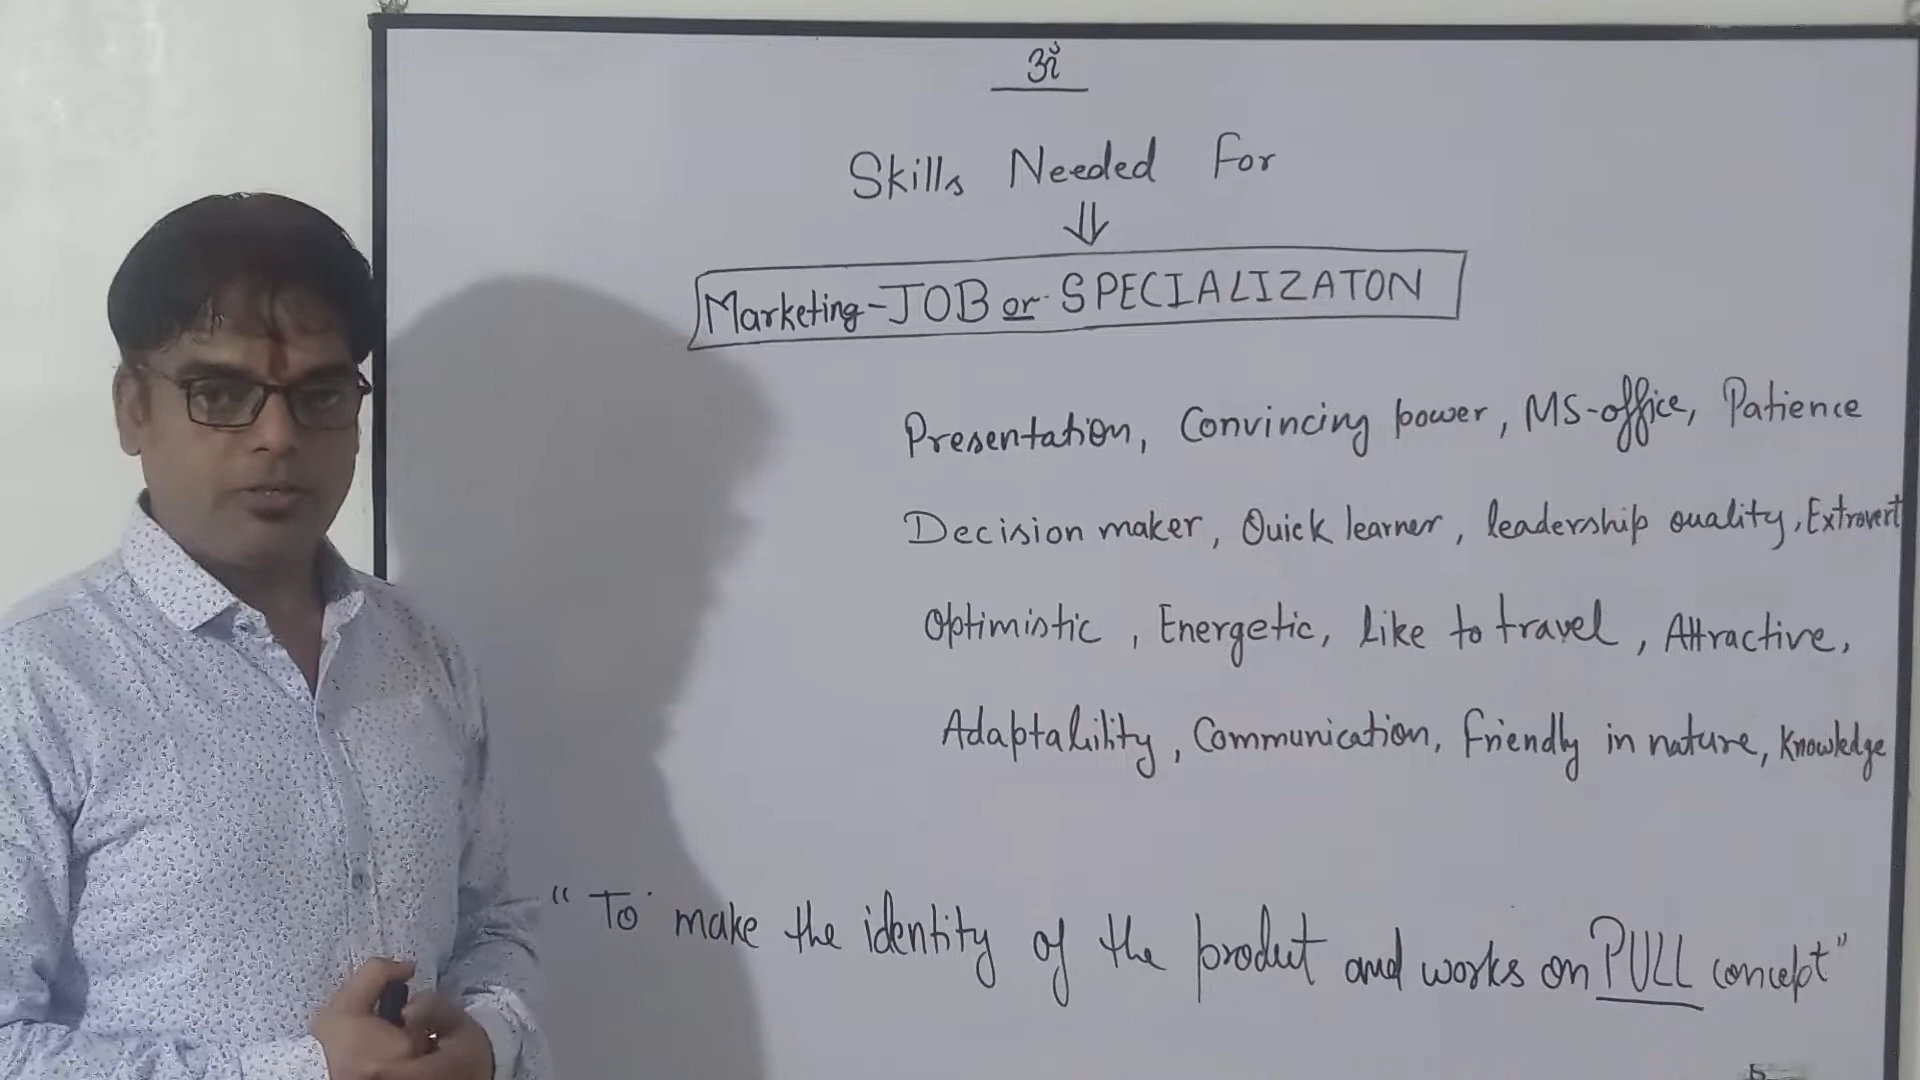 ॐ
Skills Needed For
⇓
Marketing-JOB or SPECIALIZATON
Presentation, Convincing power, MS-office, Patience
Decision maker, Quick learner, leadership quality, Extrovert
Optimistic, Energetic, like to travel, Attractive,
Adaptability, Communication, friendly in nature, Knowledge
"To make the identity of the product and works on PULL concept"